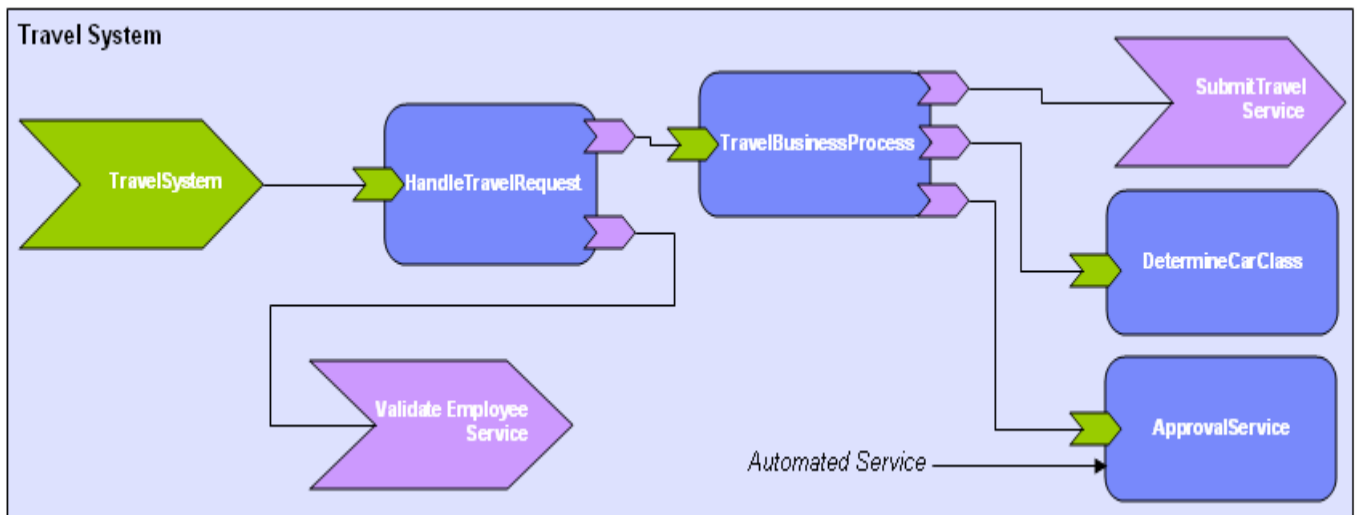 Travel System
TravelSystem
HandleTravelRequest
TravelBusinessProcess
SubmitTravel
Service
DetermineCarClass
Validate Employee
Service
ApprovalService
Automated Service